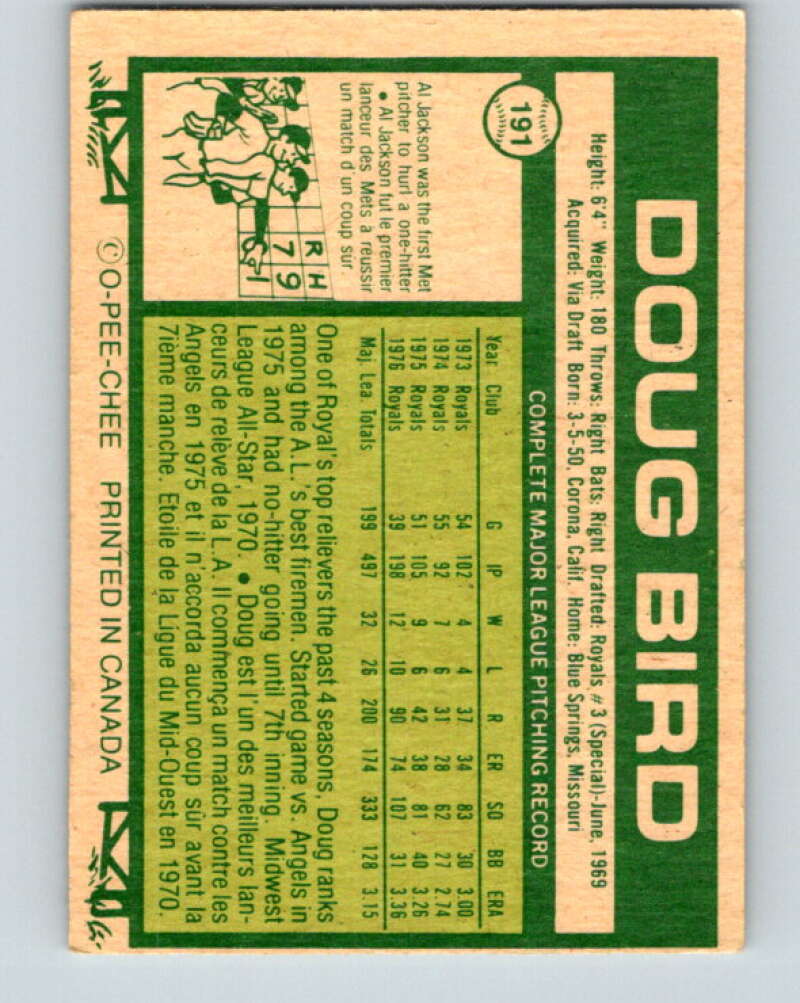 191
DOUG BIRD
Height: 6'4" Weight: 180 Throws: Right Bats: Right Drafted: Royals #3 (Special)-June, 1969
Acquired: Via Draft Born: 3-5-50, Corona, Calif. Home: Blue Springs, Missouri
COMPLETE MAJOR LEAGUE PITCHING RECORD
Year Club G IP W L R ER SO BB ERA
1973 Royals 54 102* 4 4 37 34 83 30 3.00
1974 Royals 55 92 7 6 31 28 62 27 2.74
1975 Royals 51 105 9 6 42 38 81 40 3.26
1976 Royals 39 198 12 10 90 74 107 31 3.36
Maj. Lea. Totals 199 497 32 26 200 174 333 128 3.15
One of Royal's top relievers the past 4 seasons, Doug ranks
among the A.L.'s best firemen. Started game vs. Angels in
1975 and had no-hitter going until 7th inning. Midwest
League All-Star, 1970. • Doug est l'un des meilleurs lan-
ceurs de relève de la L.A. Il commença un match contre les
Angels en 1975 et il n'accorda aucun coup sûr avant la
7ième manche. Etoile de la Ligue du Mid-Ouest en 1970.
Al Jackson was the first Met
pitcher to hurl a one-hitter
• Al Jackson fut le premier
lanceur des Mets à réussir
un match d'un coup sûr
R H
7 9
0 1
©O-PEE-CHEE PRINTED IN CANADA